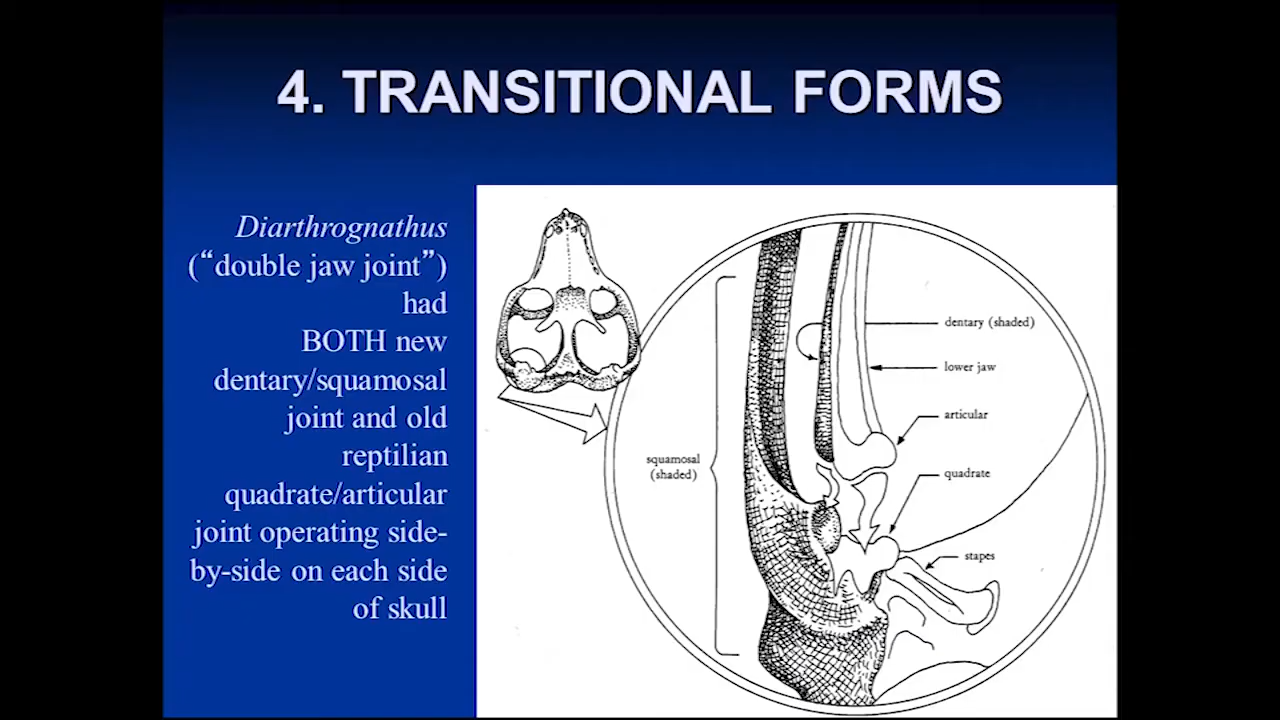 4. TRANSITIONAL FORMS
Diarthrognathus
(“double jaw joint”)
had
BOTH new
dentary/squamosal
joint and old
reptilian
quadrate/articular
joint operating side-
by-side on each side
of skull
dentary (shaded)
lower jaw
articular
squamosal
(shaded)
quadrate
stapes